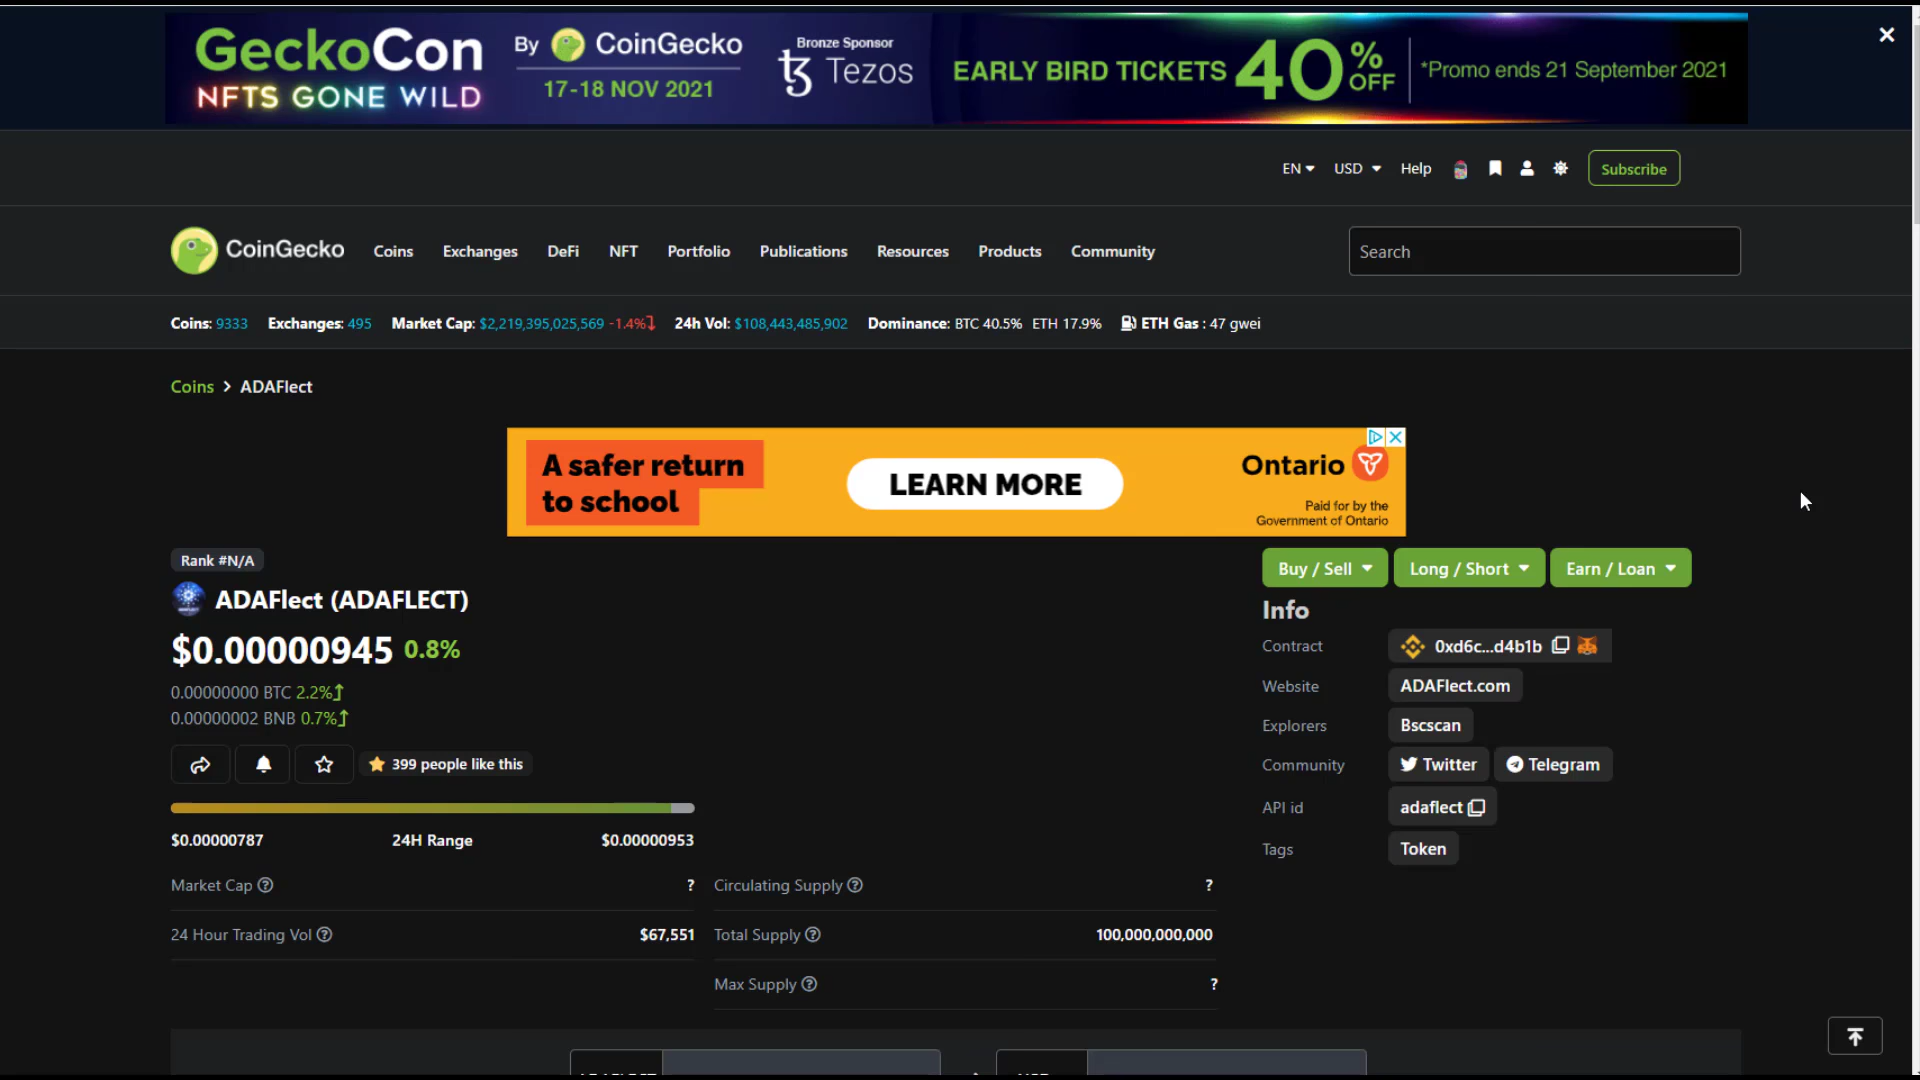 GeckoCon
NFTS GONE WILD
By CoinGecko
17-18 NOV 2021
Bronze Sponsor
Tezos
EARLY BIRD TICKETS 40% OFF
*Promo ends 21 September 2021
EN USD Help Subscribe
CoinGecko Coins Exchanges DeFi NFT Portfolio Publications Resources Products Community Search
Coins: 9333 Exchanges: 495 Market Cap: $2,219,395,025,569 -1.4% 24h Vol: $108,443,485,902 Dominance: BTC 40.5% ETH 17.9% ETH Gas : 47 gwei
Coins > ADAFlect
A safer return
to school
LEARN MORE
Ontario
Paid for by the
Government of Ontario
Rank #N/A
ADAFlect (ADAFLECT)
$0.00000945 0.8%
0.00000000 BTC 2.2%
0.00000002 BNB 0.7%
399 people like this
$0.00000787 24H Range $0.00000953
Market Cap ? ?
Circulating Supply ? ?
24 Hour Trading Vol ? $67,551
Total Supply ? 100,000,000,000
Max Supply ? ?
Buy / Sell Long / Short Earn / Loan
Info
Contract 0xd6c...d4b1b
Website ADAFlect.com
Explorers Bscscan
Community Twitter Telegram
API id adaflect
Tags Token